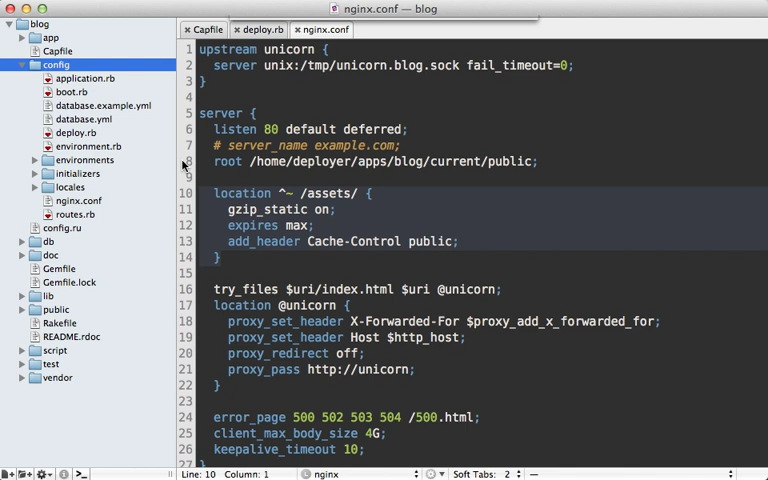 nginx.conf — blog
blog
app
Capfile
config
application.rb
boot.rb
database.example.yml
database.yml
deploy.rb
environment.rb
environments
initializers
locales
nginx.conf
routes.rb
config.ru
db
doc
Gemfile
Gemfile.lock
lib
public
Rakefile
README.rdoc
script
test
vendor
Capfile deploy.rb nginx.conf
1 upstream unicorn {
2 server unix:/tmp/unicorn.blog.sock fail_timeout=0;
3 }
4
5 server {
6 listen 80 default deferred;
7 # server_name example.com;
8 root /home/deployer/apps/blog/current/public;
9
10 location ^~ /assets/ {
11 gzip_static on;
12 expires max;
13 add_header Cache-Control public;
14 }
15
16 try_files $uri/index.html $uri @unicorn;
17 location @unicorn {
18 proxy_set_header X-Forwarded-For $proxy_add_x_forwarded_for;
19 proxy_set_header Host $http_host;
20 proxy_redirect off;
21 proxy_pass http://unicorn;
22 }
23
24 error_page 500 502 503 504 /500.html;
25 client_max_body_size 4G;
26 keepalive_timeout 10;
27 }
Line: 10 Column: 1 nginx Soft Tabs: 2 —